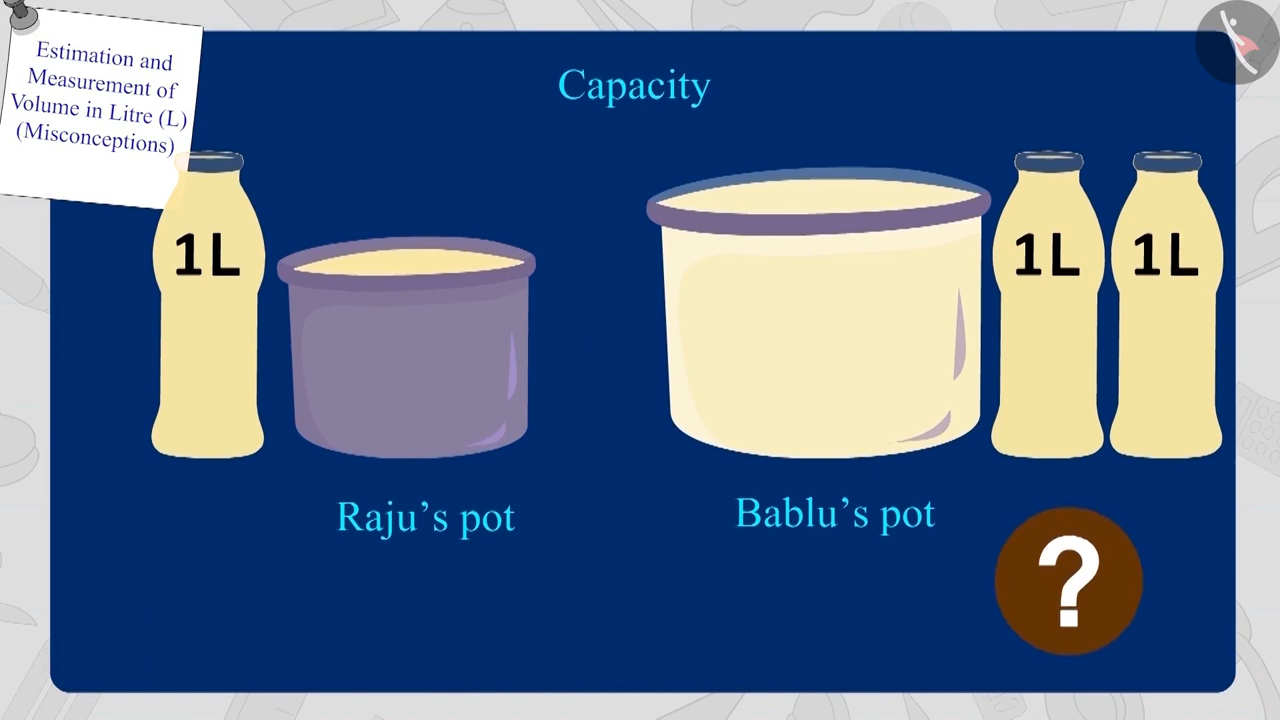 Estimation and
Measurement of
Volume in Litre (L)
(Misconceptions)
Capacity
1L
1L
1L
Raju’s pot
Bablu’s pot
?